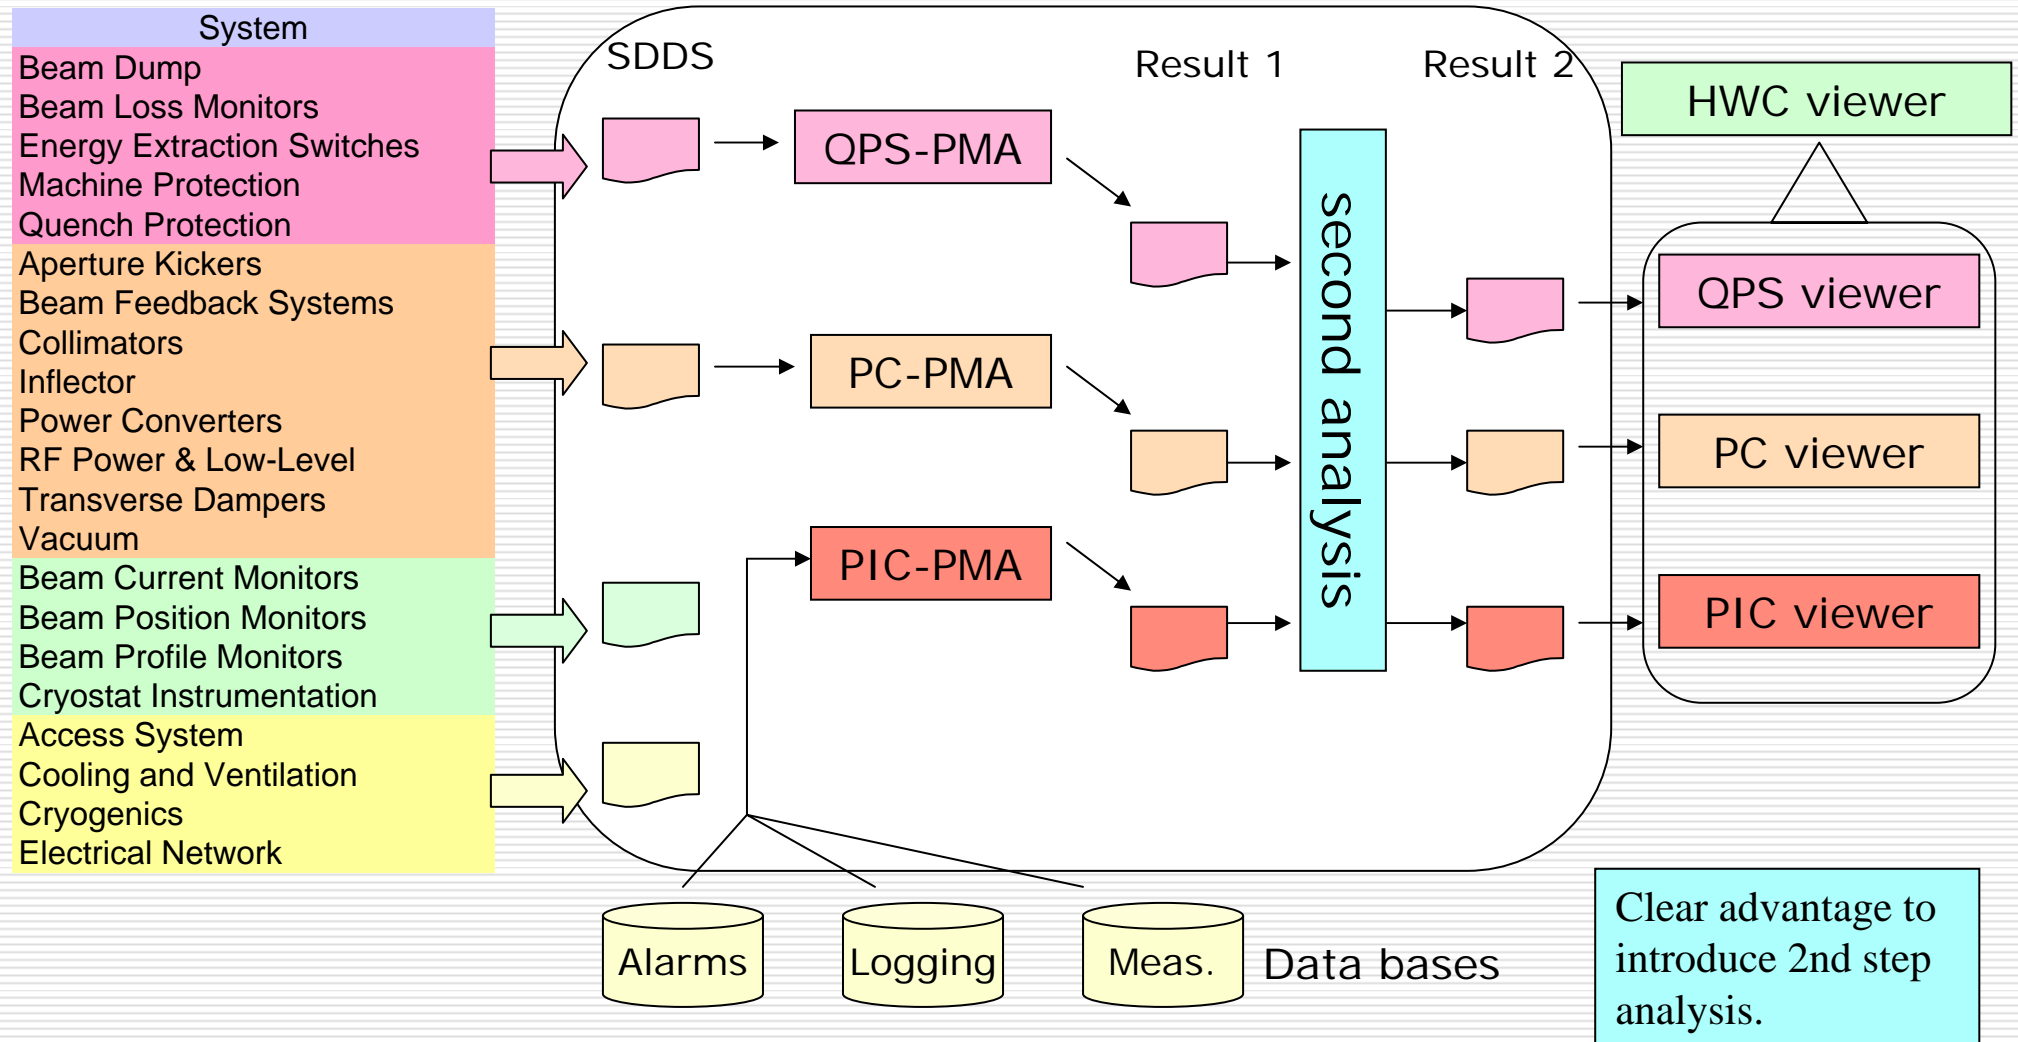 System
Beam Dump
Beam Loss Monitors
Energy Extraction Switches
Machine Protection
Quench Protection
Aperture Kickers
Beam Feedback Systems
Collimators
Inflector
Power Converters
RF Power & Low-Level
Transverse Dampers
Vacuum
Beam Current Monitors
Beam Position Monitors
Beam Profile Monitors
Cryostat Instrumentation
Access System
Cooling and Ventilation
Cryogenics
Electrical Network
SDDS
Result 1
Result 2
QPS-PMA
PC-PMA
PIC-PMA
second analysis
HWC viewer
QPS viewer
PC viewer
PIC viewer
Alarms
Logging
Meas.
Data bases
Clear advantage to
introduce 2nd step
analysis.